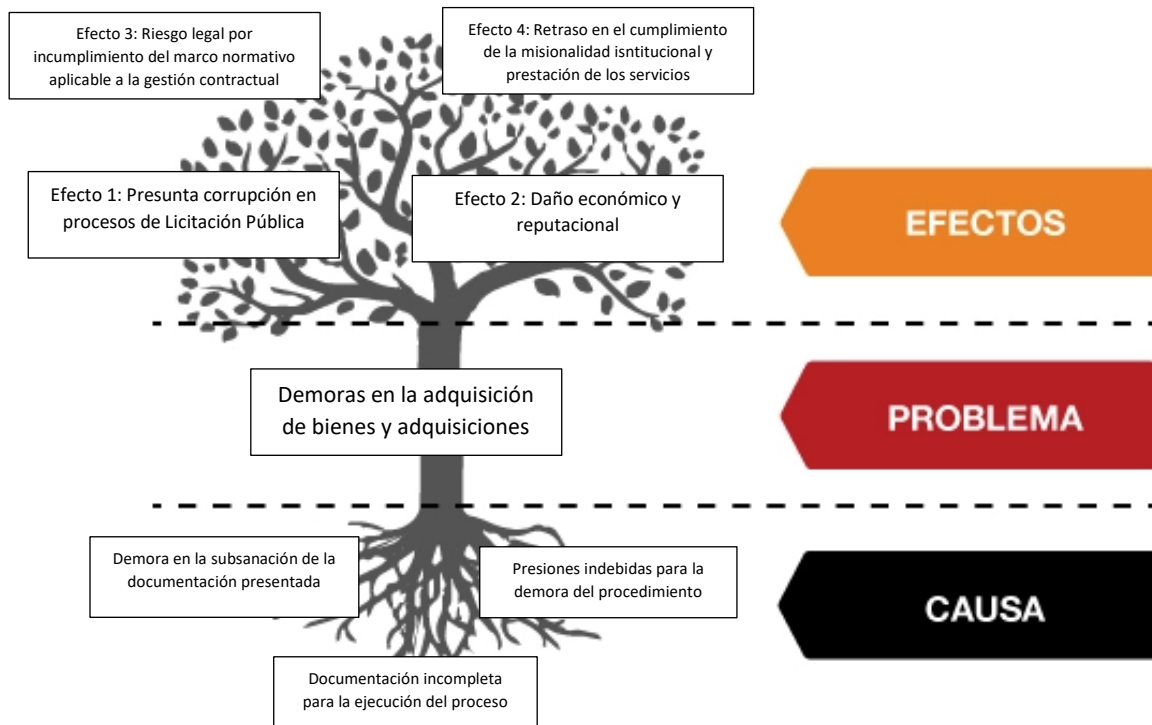 Efecto 3: Riesgo legal por
incumplimiento del marco normativo
aplicable a la gestión contractual
Efecto 4: Retraso en el cumplimiento
de la misionalidad isntitucional y
prestación de los servicios
Efecto 1: Presunta corrupción en
procesos de Licitación Pública
Efecto 2: Daño económico y
reputacional
EFECTOS
Demoras en la adquisición
de bienes y adquisiciones
PROBLEMA
Demora en la subsanación de la
documentación presentada
Presiones indebidas para la
demora del procedimiento
CAUSA
Documentación incompleta
para la ejecución del proceso